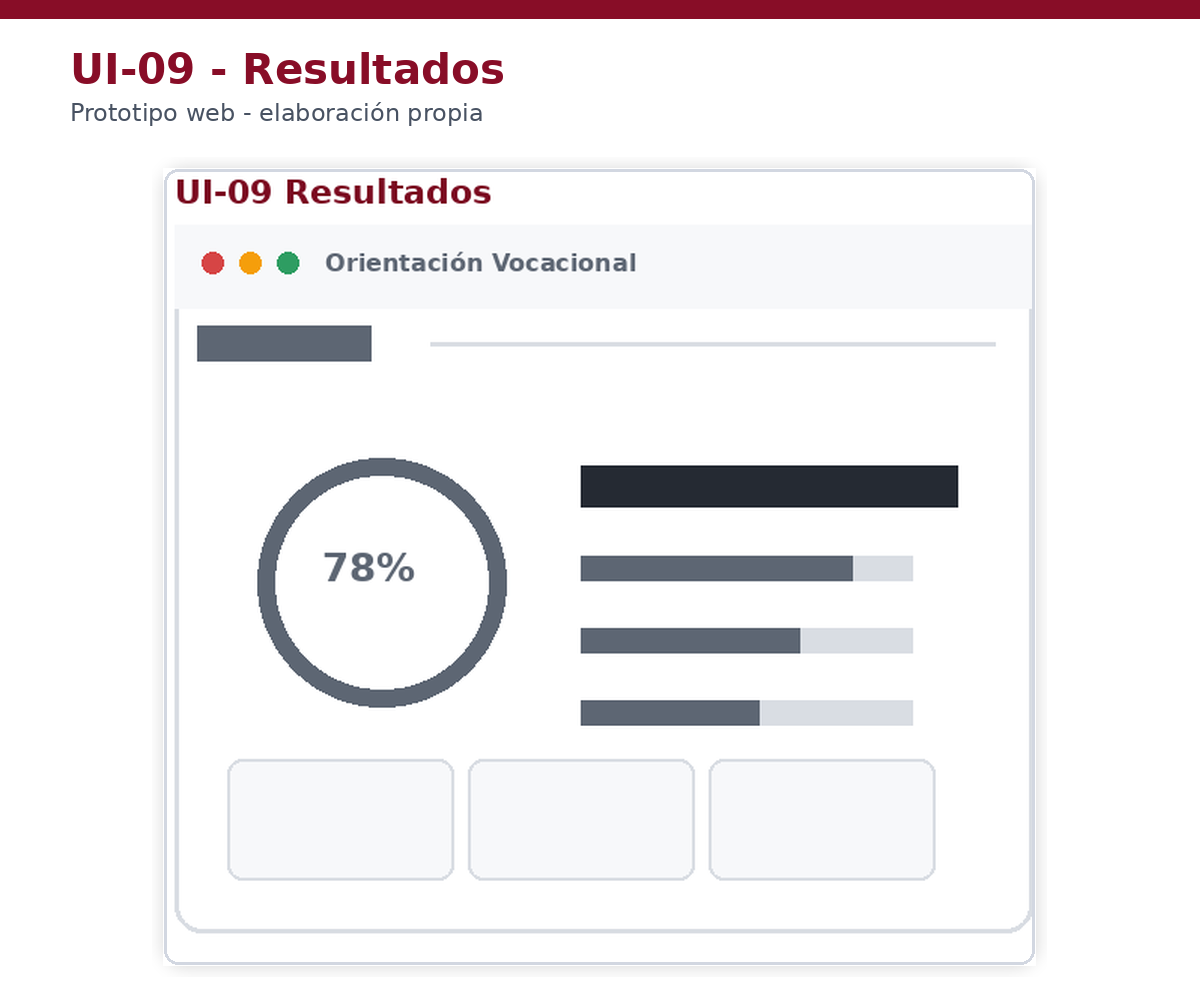 UI-09 - Resultados
Prototipo web - elaboración propia
UI-09 Resultados
Orientación Vocacional
78%